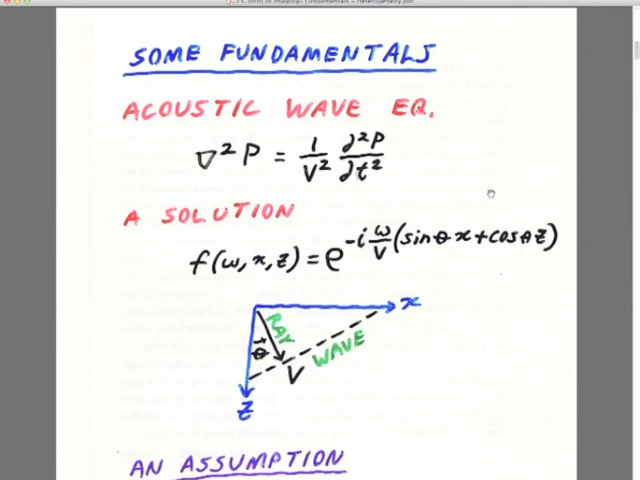 SOME FUNDAMENTALS
ACOUSTIC WAVE EQ.
∇²P = 1/V² ∂²P/∂t²
A SOLUTION
f(ω,x,z) = e^{-i ω/V (sinθ x + cosθ z)}
x
RAY
θ
WAVE
V
z
AN ASSUMPTION